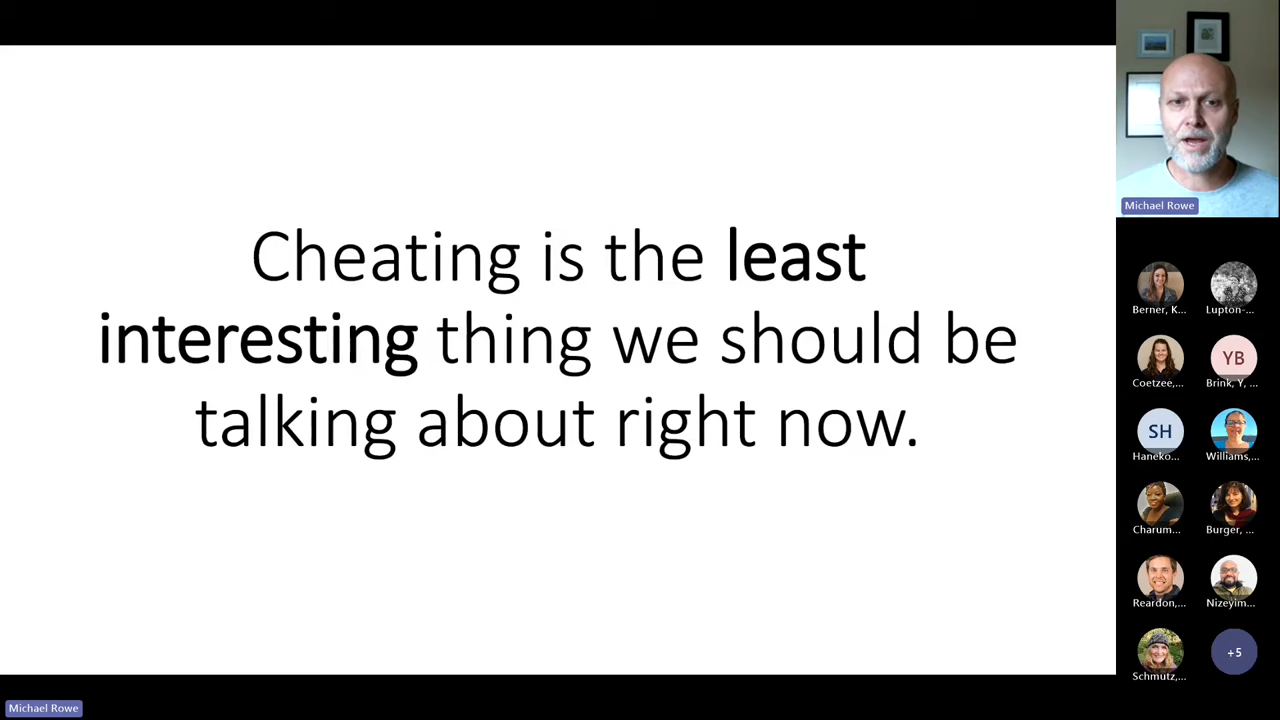 Cheating is the least
interesting thing we should be
talking about right now.
Michael Rowe
Berner, K...
Lupton-...
Coetzee,...
YB
Brink, Y, ...
SH
Haneko...
Williams,...
Charum...
Burger, ...
Reardon,...
Nizeyim...
Schmutz,...
+5
Michael Rowe